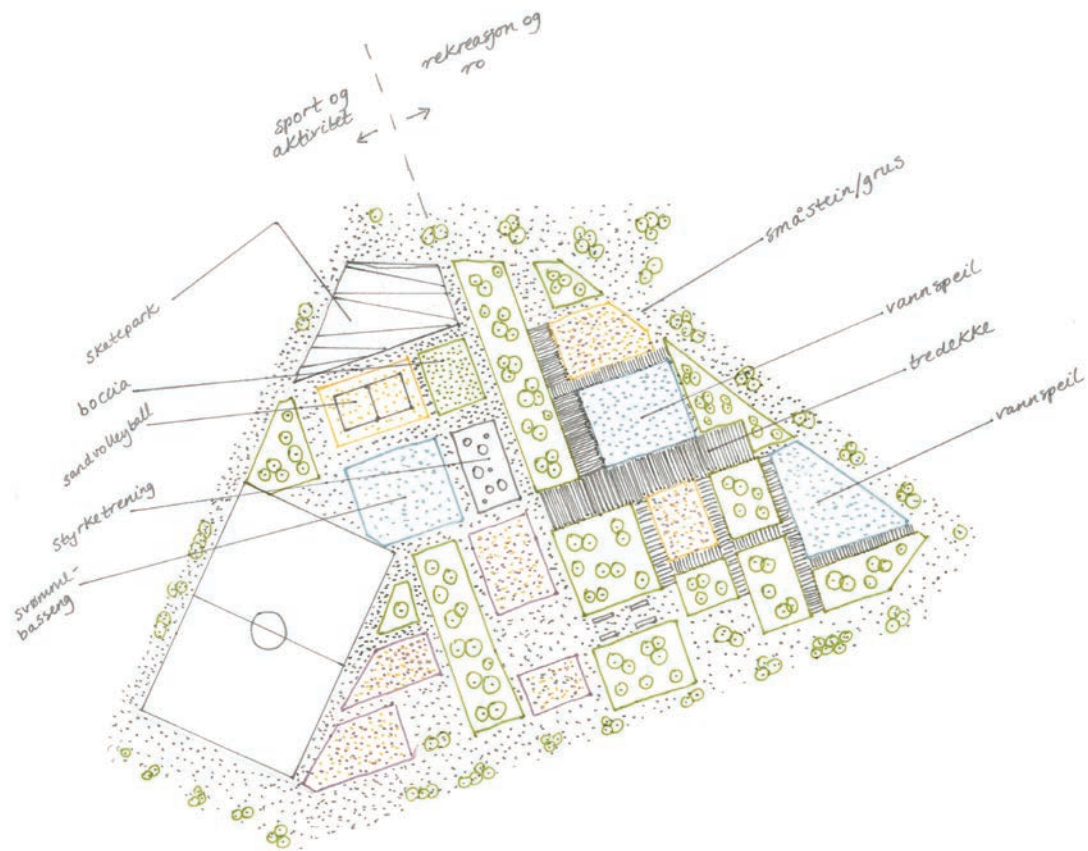 rekreasjon og
ro
sport og
aktivitet
småstein/grus
vannspeil
tredekke
vannspeil
skatepark
boccia
sandvolleyball
styrketrening
svømme-
basseng